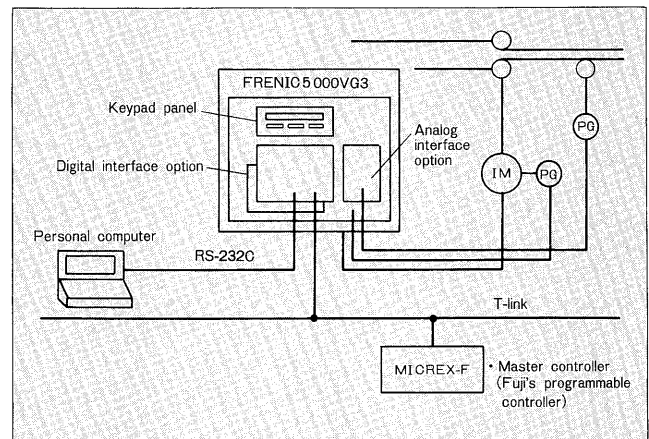 FRENIC5000VG3
Keypad panel
Analog
interface
option
Digital interface option
PG
IM
PG
Personal computer
RS-232C
T-link
MICREX-F
・Master controller
(Fuji's programmable
controller)